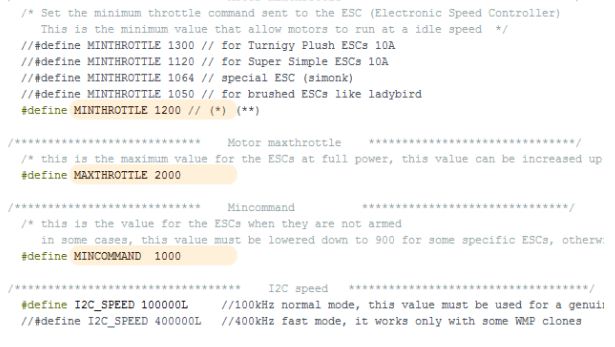 /* Set the minimum throttle command sent to the ESC (Electronic Speed Controller)
This is the minimum value that allow motors to run at a idle speed */
//#define MINTHROTTLE 1300 // for Turnigy Plush ESCs 10A
//#define MINTHROTTLE 1120 // for Super Simple ESCs 10A
//#define MINTHROTTLE 1064 // special ESC (simonk)
//#define MINTHROTTLE 1050 // for brushed ESCs like ladybird
#define MINTHROTTLE 1200 // (*) (**)
/**************************** Motor maxthrottle *******************************/
/* this is the maximum value for the ESCs at full power, this value can be increased up
#define MAXTHROTTLE 2000
/**************************** Mincommand *******************************/
/* this is the value for the ESCs when they are not armed
in some cases, this value must be lowered down to 900 for some specific ESCs, otherwi
#define MINCOMMAND 1000
/********************************** I2C speed ************************************/
#define I2C_SPEED 100000L //100kHz normal mode, this value must be used for a genuin
//#define I2C_SPEED 400000L //400kHz fast mode, it works only with some WMP clones